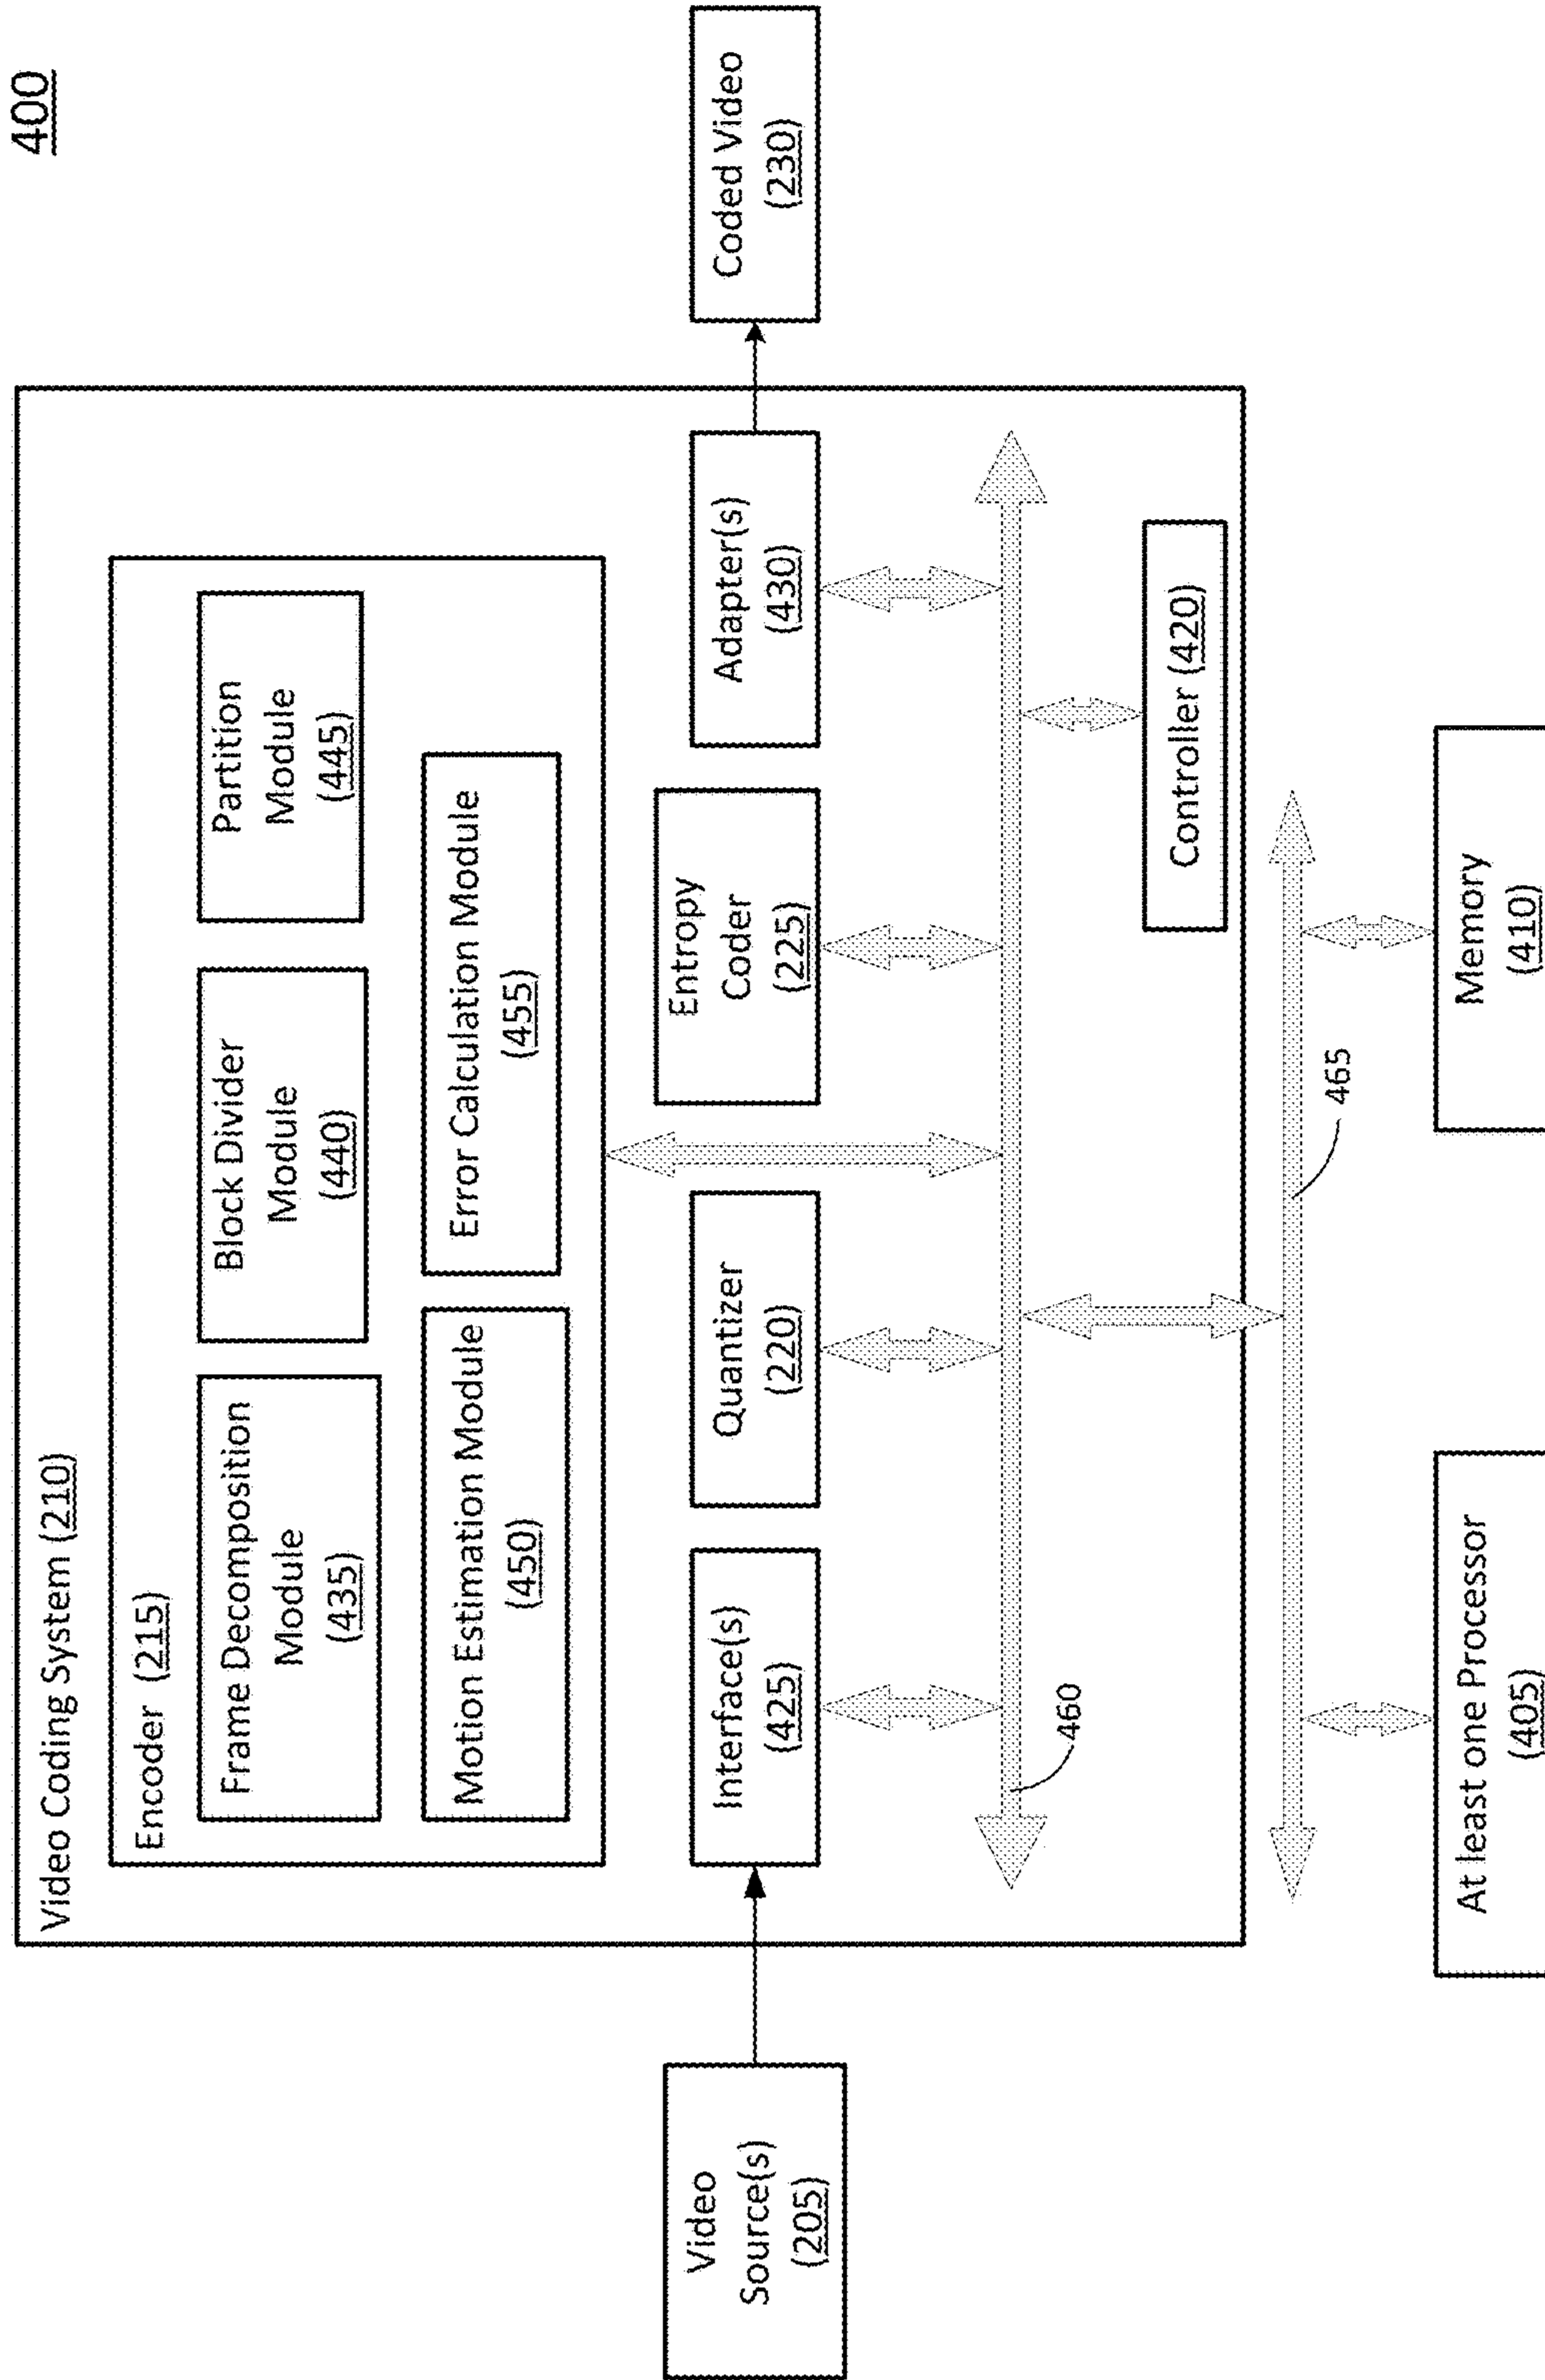 400
Video Coding System (210)
Encoder (215)
Frame Decomposition
Module
(435)
Block Divider
Module
(440)
Partition
Module
(445)
Motion Estimation Module
(450)
Error Calculation Module
(455)
Video
Source(s)
(205)
Interface(s)
(425)
Quantizer
(220)
Entropy
Coder
(225)
Adapter(s)
(430)
Coded Video
(230)
460
Controller (420)
465
At least one Processor
(405)
Memory
(410)